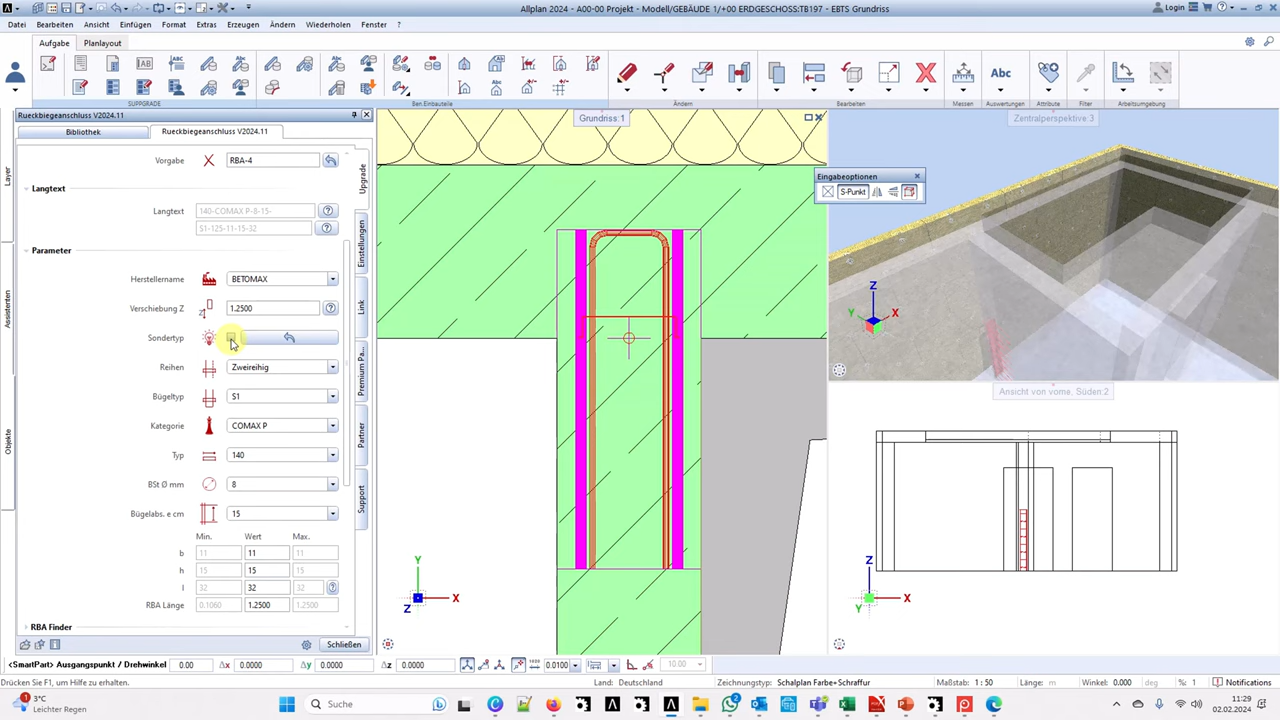 Allplan 2024 - A00-00 Projekt - Modell/GEBÄUDE 1/+00 ERDGESCHOSS:TB197 - EBTS Grundriss
Login
Datei Bearbeiten Einfügen Ansicht Format Extras Erzeugen Ändern Wiederholen Fenster ?
Aufgabe Planlayout
Abc
SUPPGRADE Ben.Einbauteile Ändern Bearbeiten Messen Auswertungen Attribute Filter Arbeitsumgebung
Rueckbiegeanschluss V2024.11
Bibliothek Rueckbiegeanschluss V2024.11
Vorgabe RBA-4
Langtext
Langtext 140-COMAX P-8-15-
S1-125-11-15-32
Parameter
Herstellername BETOMAX
Verschiebung Z 1.2500
Sondertyp
Reihen Zweireihig
Bügeltyp S1
Kategorie COMAX P
Typ 140
BSt Ø mm 8
Bügelabs. e cm 15
Min. Wert Max.
b 11 11 11
h 15 15 15
l 32 32 32
RBA Länge 0.1060 1.2500 1.2500
RBA Finder
Schließen
Layer
Assistenten
Objekte
Upgrade
Einstellungen
Link
Premium Pa...
Partner
Support
Grundriss:1
Y
X
Z
Eingabeoptionen
S-Punkt
Zentralperspektive 3
Z
Y
X
Ansicht von vorne, Süden:2
Z
X
Y
<SmartPart> Ausgangspunkt / Drehwinkel 0.00 Δx 0.0000 Δy 0.0000 Δz 0.0000 0.0100 10.00
Drücken Sie F1, um Hilfe zu erhalten. Land: Deutschland Zeichnungstyp: Schalplan Farbe+Schraffur Maßstab: 1 : 50 Länge: m Winkel: 0.000 deg %: 1 Notifications
3°C
Leichter Regen
Suche
11:29
02.02.2024